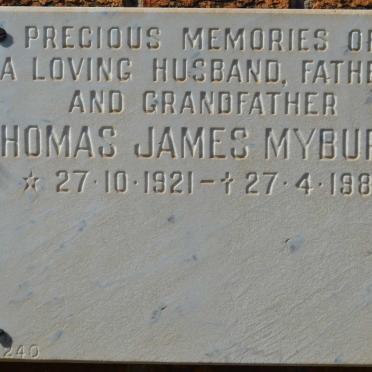 PRECIOUS MEMORIES OF
A LOVING HUSBAND, FATHE
AND GRANDFATHER
HOMAS JAMES MYBUR
☆ 27·10·1921 – ✝ 27·4·198
240